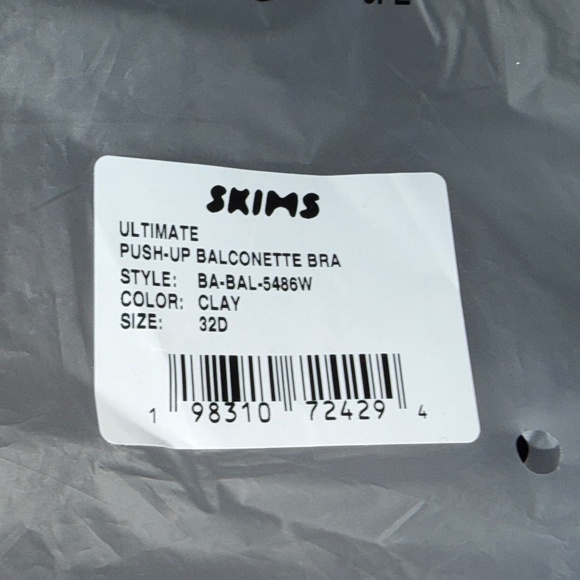 SKIMS
ULTIMATE
PUSH-UP BALCONETTE BRA
STYLE: BA-BAL-5486W
COLOR: CLAY
SIZE: 32D
1 98310 72429 4